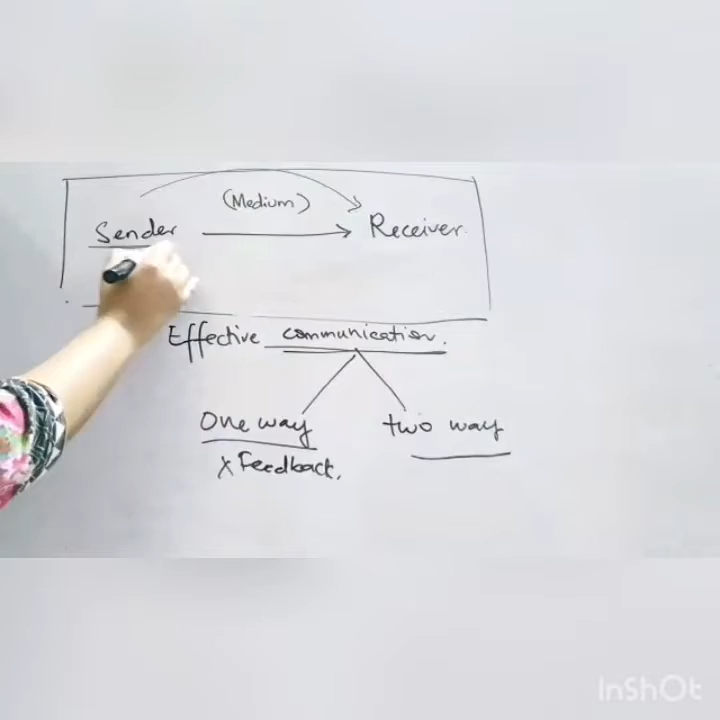 (Medium)
Sender Receiver.
Effective communication.
One way two way
x Feedback.
InShOt